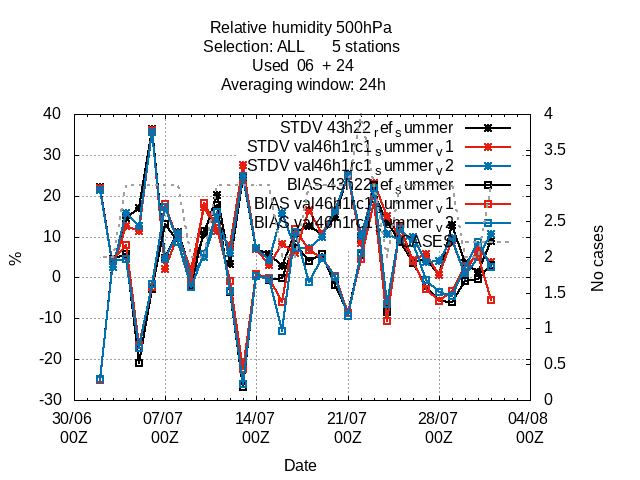 Relative humidity 500hPa
Selection: ALL 5 stations
Used 06 + 24
Averaging window: 24h
STDV 43h22_ref_summer
STDV val46h1rc1_summer_v1
STDV val46h1rc1_summer_v2
BIAS 43h22_ref_summer
BIAS val46h1rc1_summer_v1
BIAS val46h1rc1_summer_v2
CASES
40
30
20
10
0
-10
-20
-30
%
4
3.5
3
2.5
2
1.5
1
0.5
0
No cases
30/06 07/07 14/07 21/07 28/07 04/08
00Z 00Z 00Z 00Z 00Z 00Z
Date